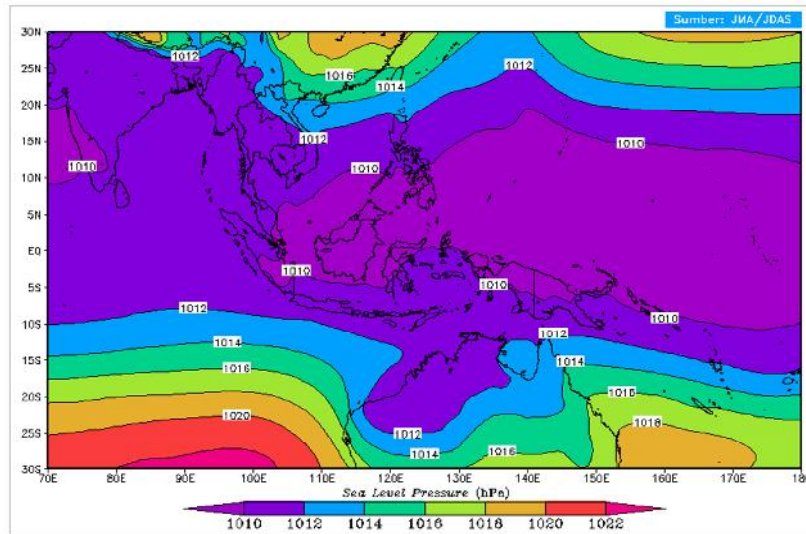 Sumber: JMA/JDAS
30N
25N
20N
15N
10N
5N
EQ
5S
10S
15S
20S
25S
30S
1012
1016
1014
1012
1012
1010
1010
1010
1010
1010
1010
1012
1012
1014
1014
1016
1016
1020
1018
1012
1014
1016
70E 80E 90E 100E 110E 120E 130E 140E 150E 160E 170E 180
Sea Level Pressure (hPa)
1010 1012 1014 1016 1018 1020 1022